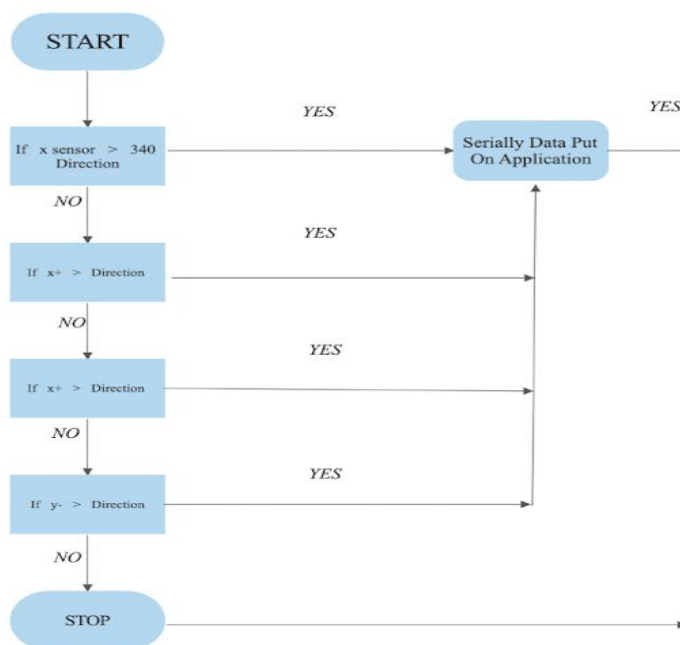 START
YES
YES
If x sensor > 340
Direction
Serially Data Put
On Application
NO
YES
If x+ > Direction
NO
YES
If x+ > Direction
NO
YES
If y- > Direction
NO
STOP